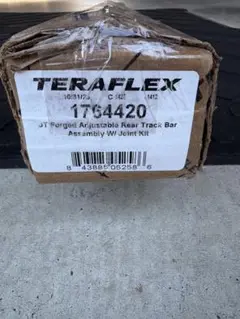 TERAFLEX
1764420
JT Forged Adjustable Rear Track Bar
Assembly W/ Joint Kit